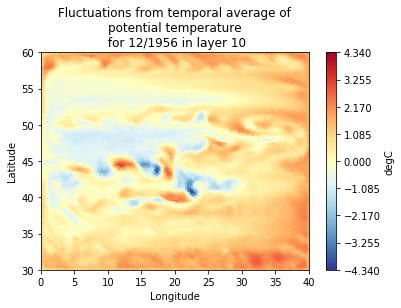 Fluctuations from temporal average of
potential temperature
for 12/1956 in layer 10
60
55
50
45
40
35
30
Latitude
0 5 10 15 20 25 30 35 40
Longitude
4.340
3.255
2.170
1.085
0.000
−1.085
−2.170
−3.255
−4.340
degC